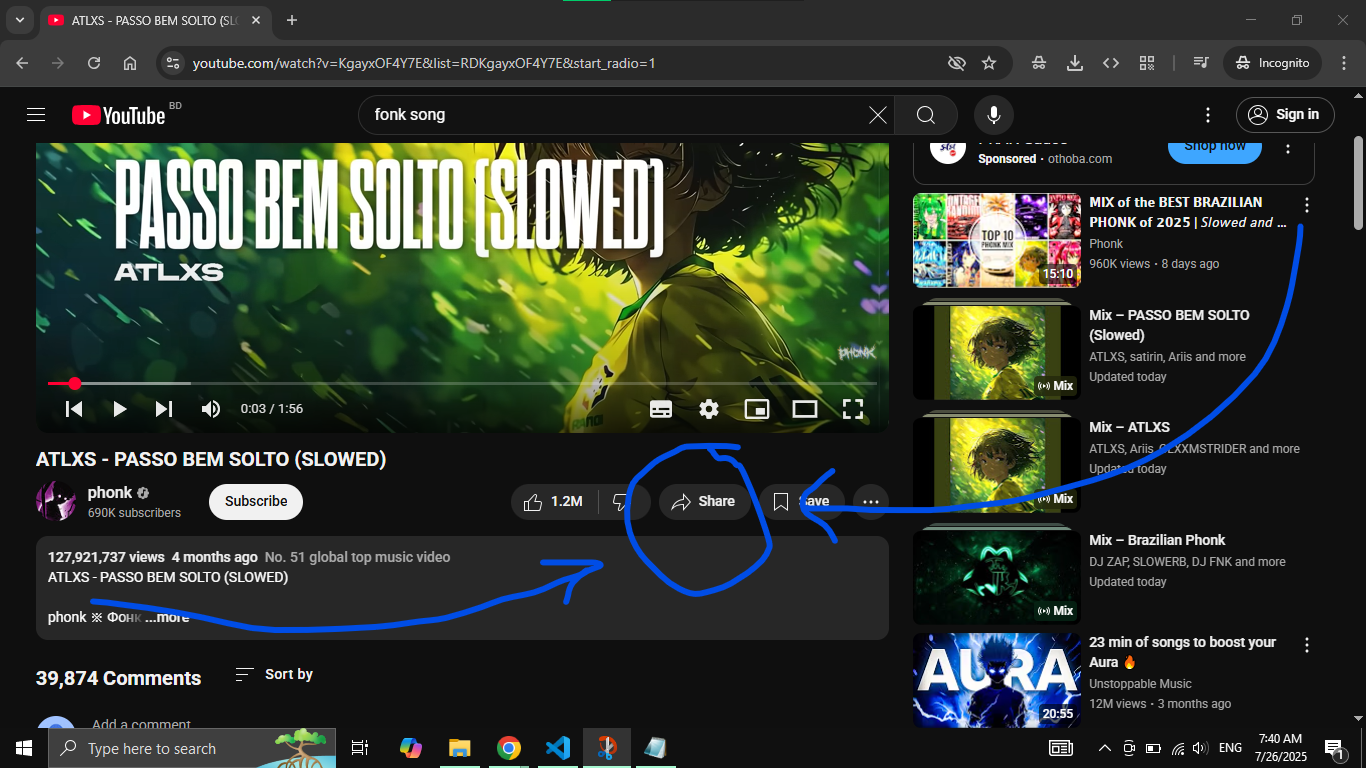 ATLXS - PASSO BEM SOLTO (SLO
youtube.com/watch?v=KgayxOF4Y7E&list=RDKgayxOF4Y7E&start_radio=1
Incognito
YouTube BD
fonk song
Sign in
PASSO BEM SOLTO (SLOWED)
ATLXS
PHONK
0:03 / 1:56
ATLXS - PASSO BEM SOLTO (SLOWED)
phonk
690K subscribers
Subscribe
1.2M
Share
Save
127,921,737 views 4 months ago No. 51 global top music video
ATLXS - PASSO BEM SOLTO (SLOWED)
phonk ※ Фонк ...more
39,874 Comments
Sort by
Add a comment
Sponsored · othoba.com
Shop now
TOP 10
PHONK MIX
15:10
MIX of the BEST BRAZILIAN
PHONK of 2025 | Slowed and ...
Phonk
960K views · 8 days ago
Mix
Mix – PASSO BEM SOLTO
(Slowed)
ATLXS, satirin, Ariis and more
Updated today
Mix
Mix – ATLXS
ATLXS, Ariis, CXXMSTRIDER and more
Updated today
Mix
Mix – Brazilian Phonk
DJ ZAP, SLOWERB, DJ FNK and more
Updated today
AURA
20:55
23 min of songs to boost your
Aura 🔥
Unstoppable Music
12M views · 3 months ago
Type here to search
ENG
7:40 AM
7/26/2025
1